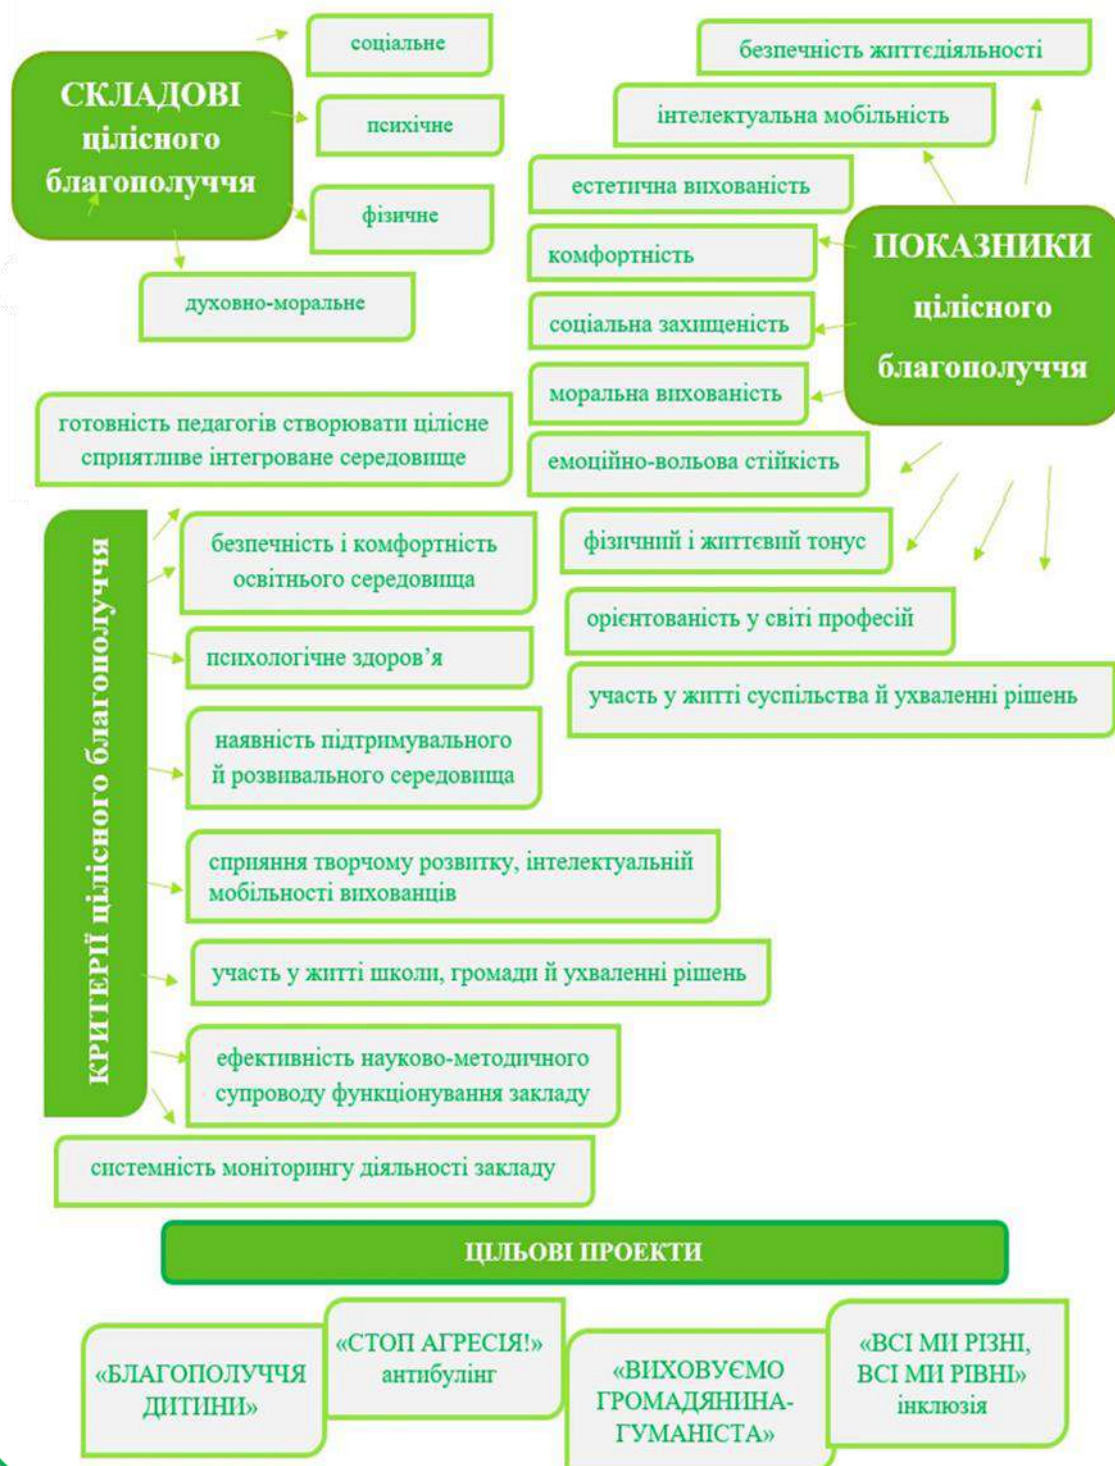 СКЛАДОВІ
цілісного
благополуччя
соціальне
психічне
фізичне
духовно-моральне
безпечність життєдіяльності
інтелектуальна мобільність
естетична вихованість
комфортність
соціальна захищеність
моральна вихованість
емоційно-вольова стійкість
фізичний і життєвий тонус
орієнтованість у світі професій
участь у житті суспільства й ухваленні рішень
ПОКАЗНИКИ
цілісного
благополуччя
КРИТЕРІЇ цілісного благополуччя
готовність педагогів створювати цілісне
сприятливе інтегроване середовище
безпечність і комфортність
освітнього середовища
психологічне здоров’я
наявність підтримувального
й розвивального середовища
сприяння творчому розвитку, інтелектуальній
мобільності вихованців
участь у житті школи, громади й ухваленні рішень
ефективність науково-методичного
супроводу функціонування закладу
системність моніторингу діяльності закладу
ЦІЛЬОВІ ПРОЕКТИ
«БЛАГОПОЛУЧЧЯ
ДИТИНИ»
«СТОП АГРЕСІЯ!»
антибулінг
«ВИХОВУЄМО
ГРОМАДЯНИНА-
ГУМАНІСТА»
«ВСІ МИ РІЗНІ,
ВСІ МИ РІВНІ»
інклюзія